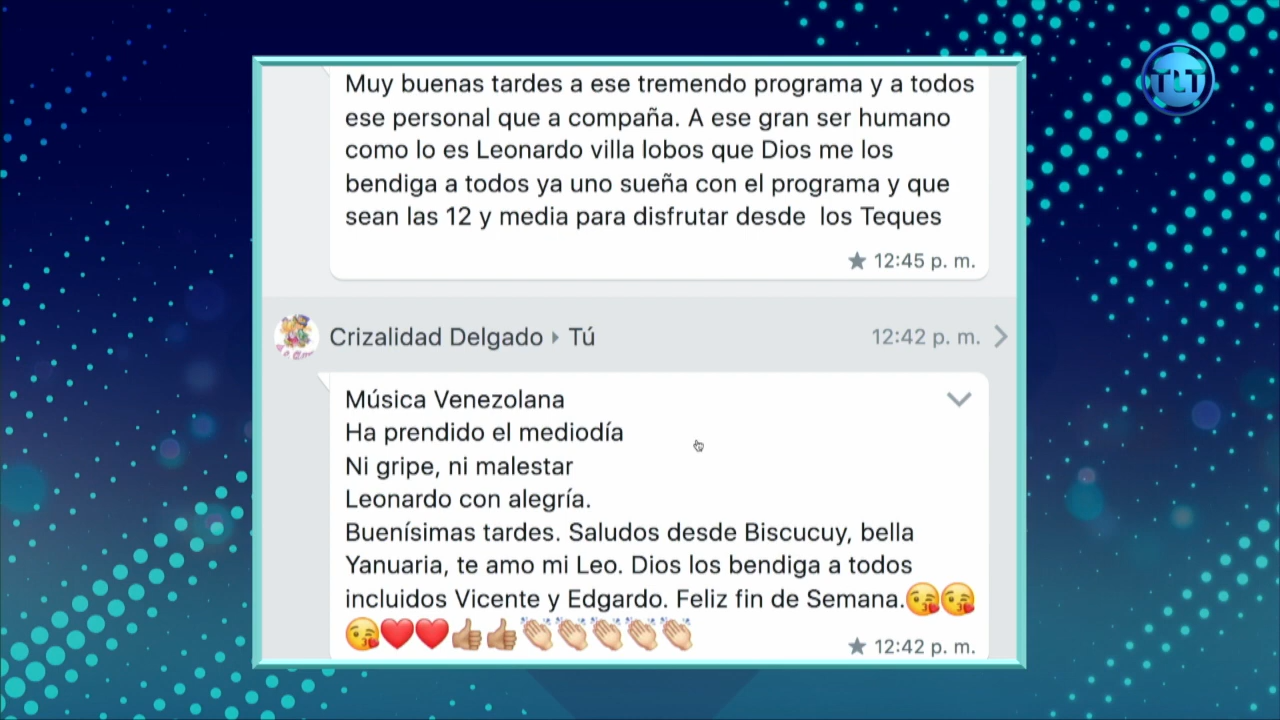 TLT
Muy buenas tardes a ese tremendo programa y a todos
ese personal que a compaña. A ese gran ser humano
como lo es Leonardo villa lobos que Dios me los
bendiga a todos ya uno sueña con el programa y que
sean las 12 y media para disfrutar desde los Teques
★ 12:45 p. m.
Crizalidad Delgado ▸ Tú 12:42 p. m.
Música Venezolana
Ha prendido el mediodía
Ni gripe, ni malestar
Leonardo con alegría.
Buenísimas tardes. Saludos desde Biscucuy, bella
Yanuaria, te amo mi Leo. Dios los bendiga a todos
incluidos Vicente y Edgardo. Feliz fin de Semana.😘😘
😘❤️❤️👍🏽👍🏽👏🏼👏🏼👏🏼👏🏼👏🏼
★ 12:42 p. m.